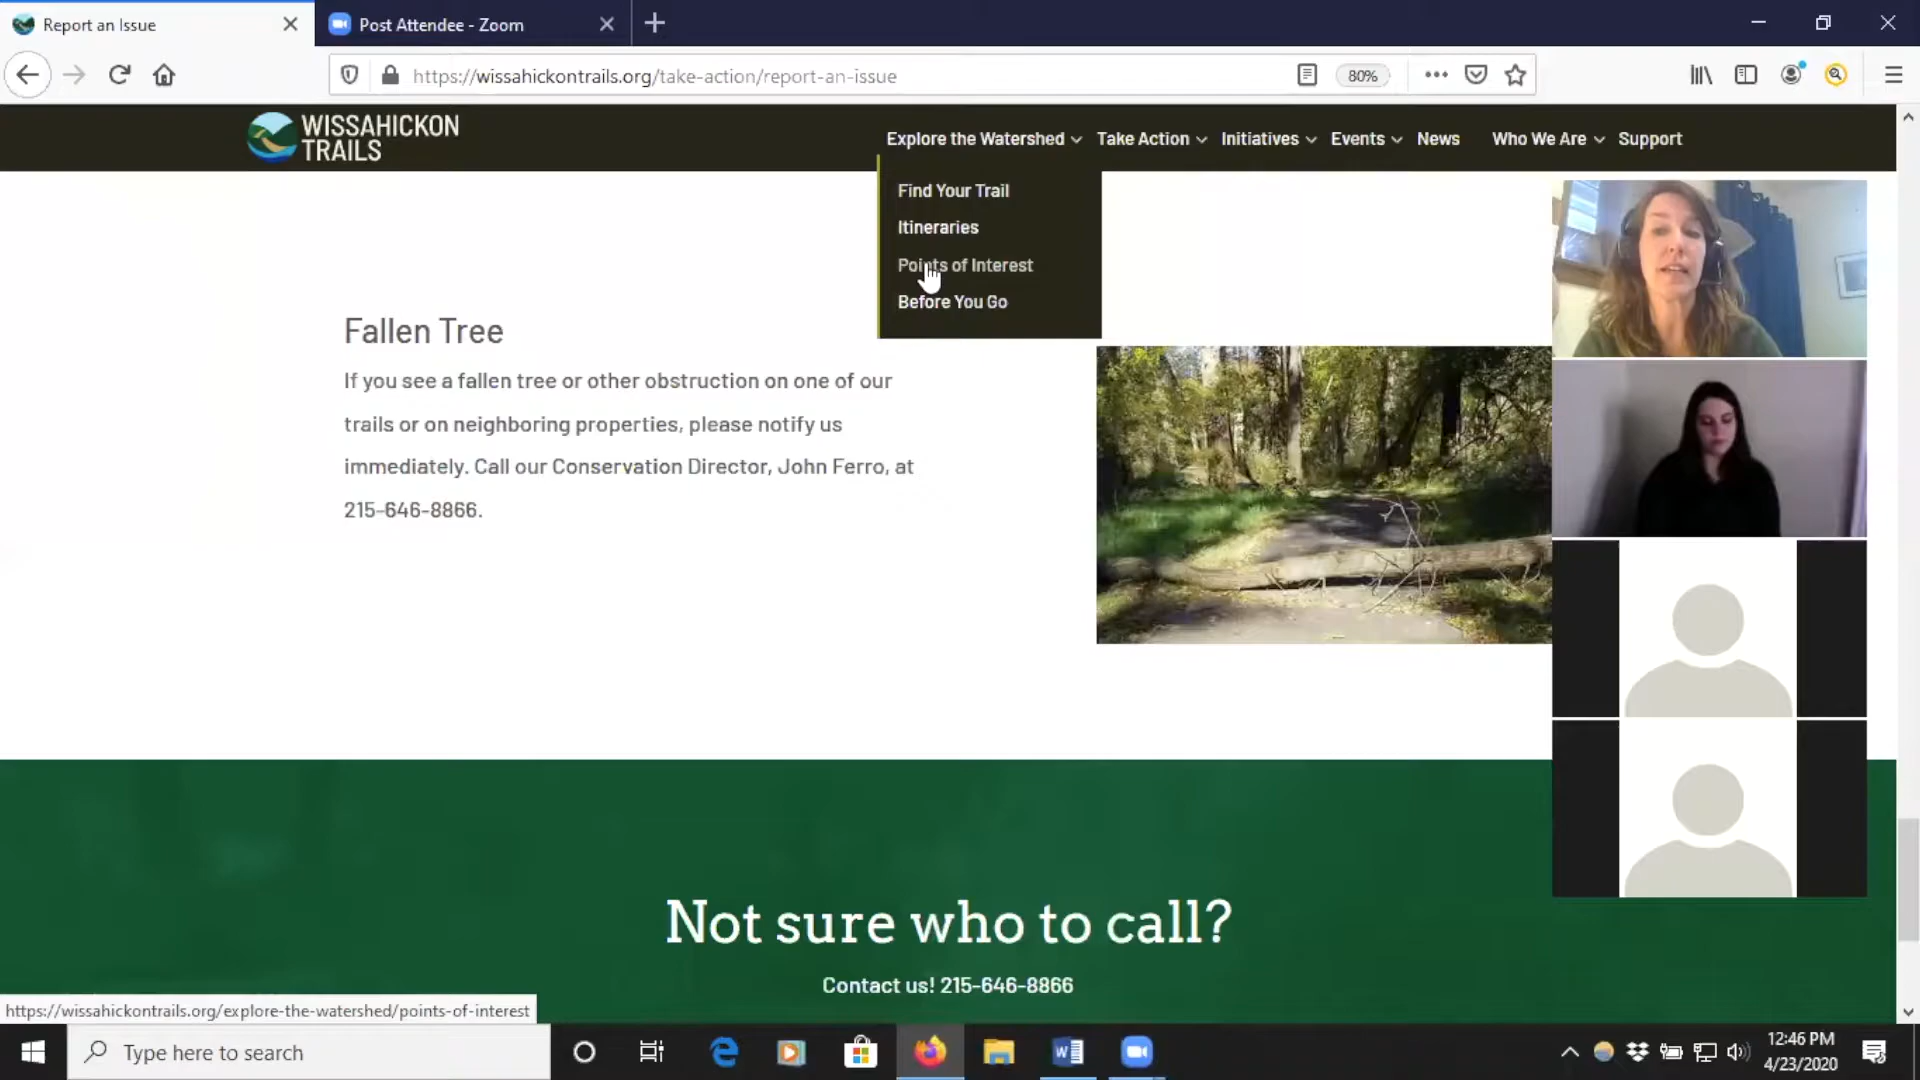 Report an Issue
Post Attendee - Zoom
https://wissahickontrails.org/take-action/report-an-issue
80%
WISSAHICKON
TRAILS
Explore the Watershed
Take Action
Initiatives
Events
News
Who We Are
Support
Find Your Trail
Itineraries
Points of Interest
Before You Go
Fallen Tree
If you see a fallen tree or other obstruction on one of our
trails or on neighboring properties, please notify us
immediately. Call our Conservation Director, John Ferro, at
215-646-8866.
Not sure who to call?
Contact us! 215-646-8866
https://wissahickontrails.org/explore-the-watershed/points-of-interest
Type here to search
12:46 PM
4/23/2020